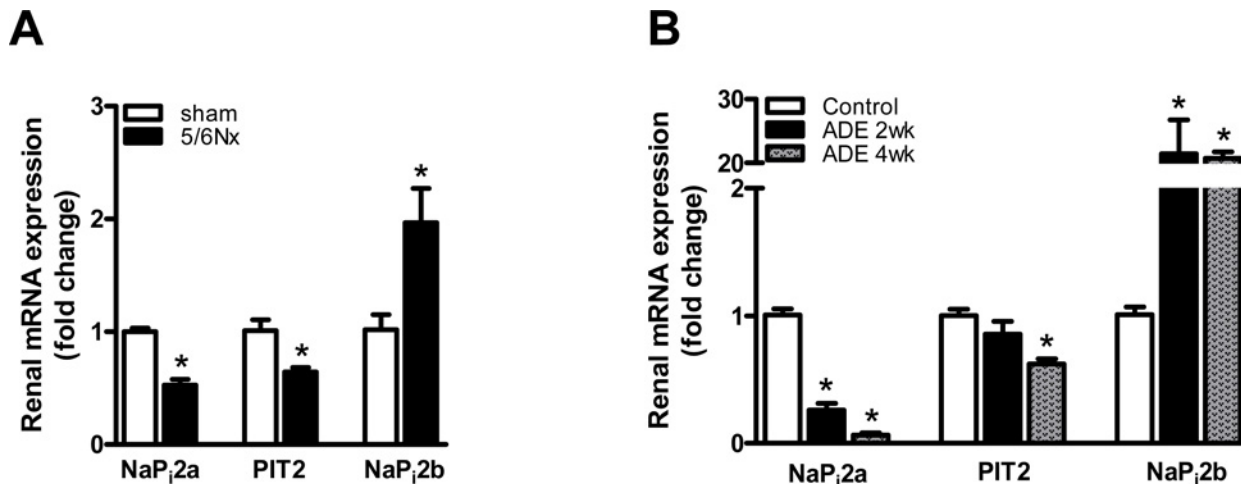 A
Renal mRNA expression
(fold change)
3
2
1
0
sham
5/6Nx
*
*
*
NaPi2a PIT2 NaPi2b
B
Renal mRNA expression
(fold change)
30
20
2
1
0
Control
ADE 2wk
ADE 4wk
* *
* *
*
NaPi2a PIT2 NaPi2b